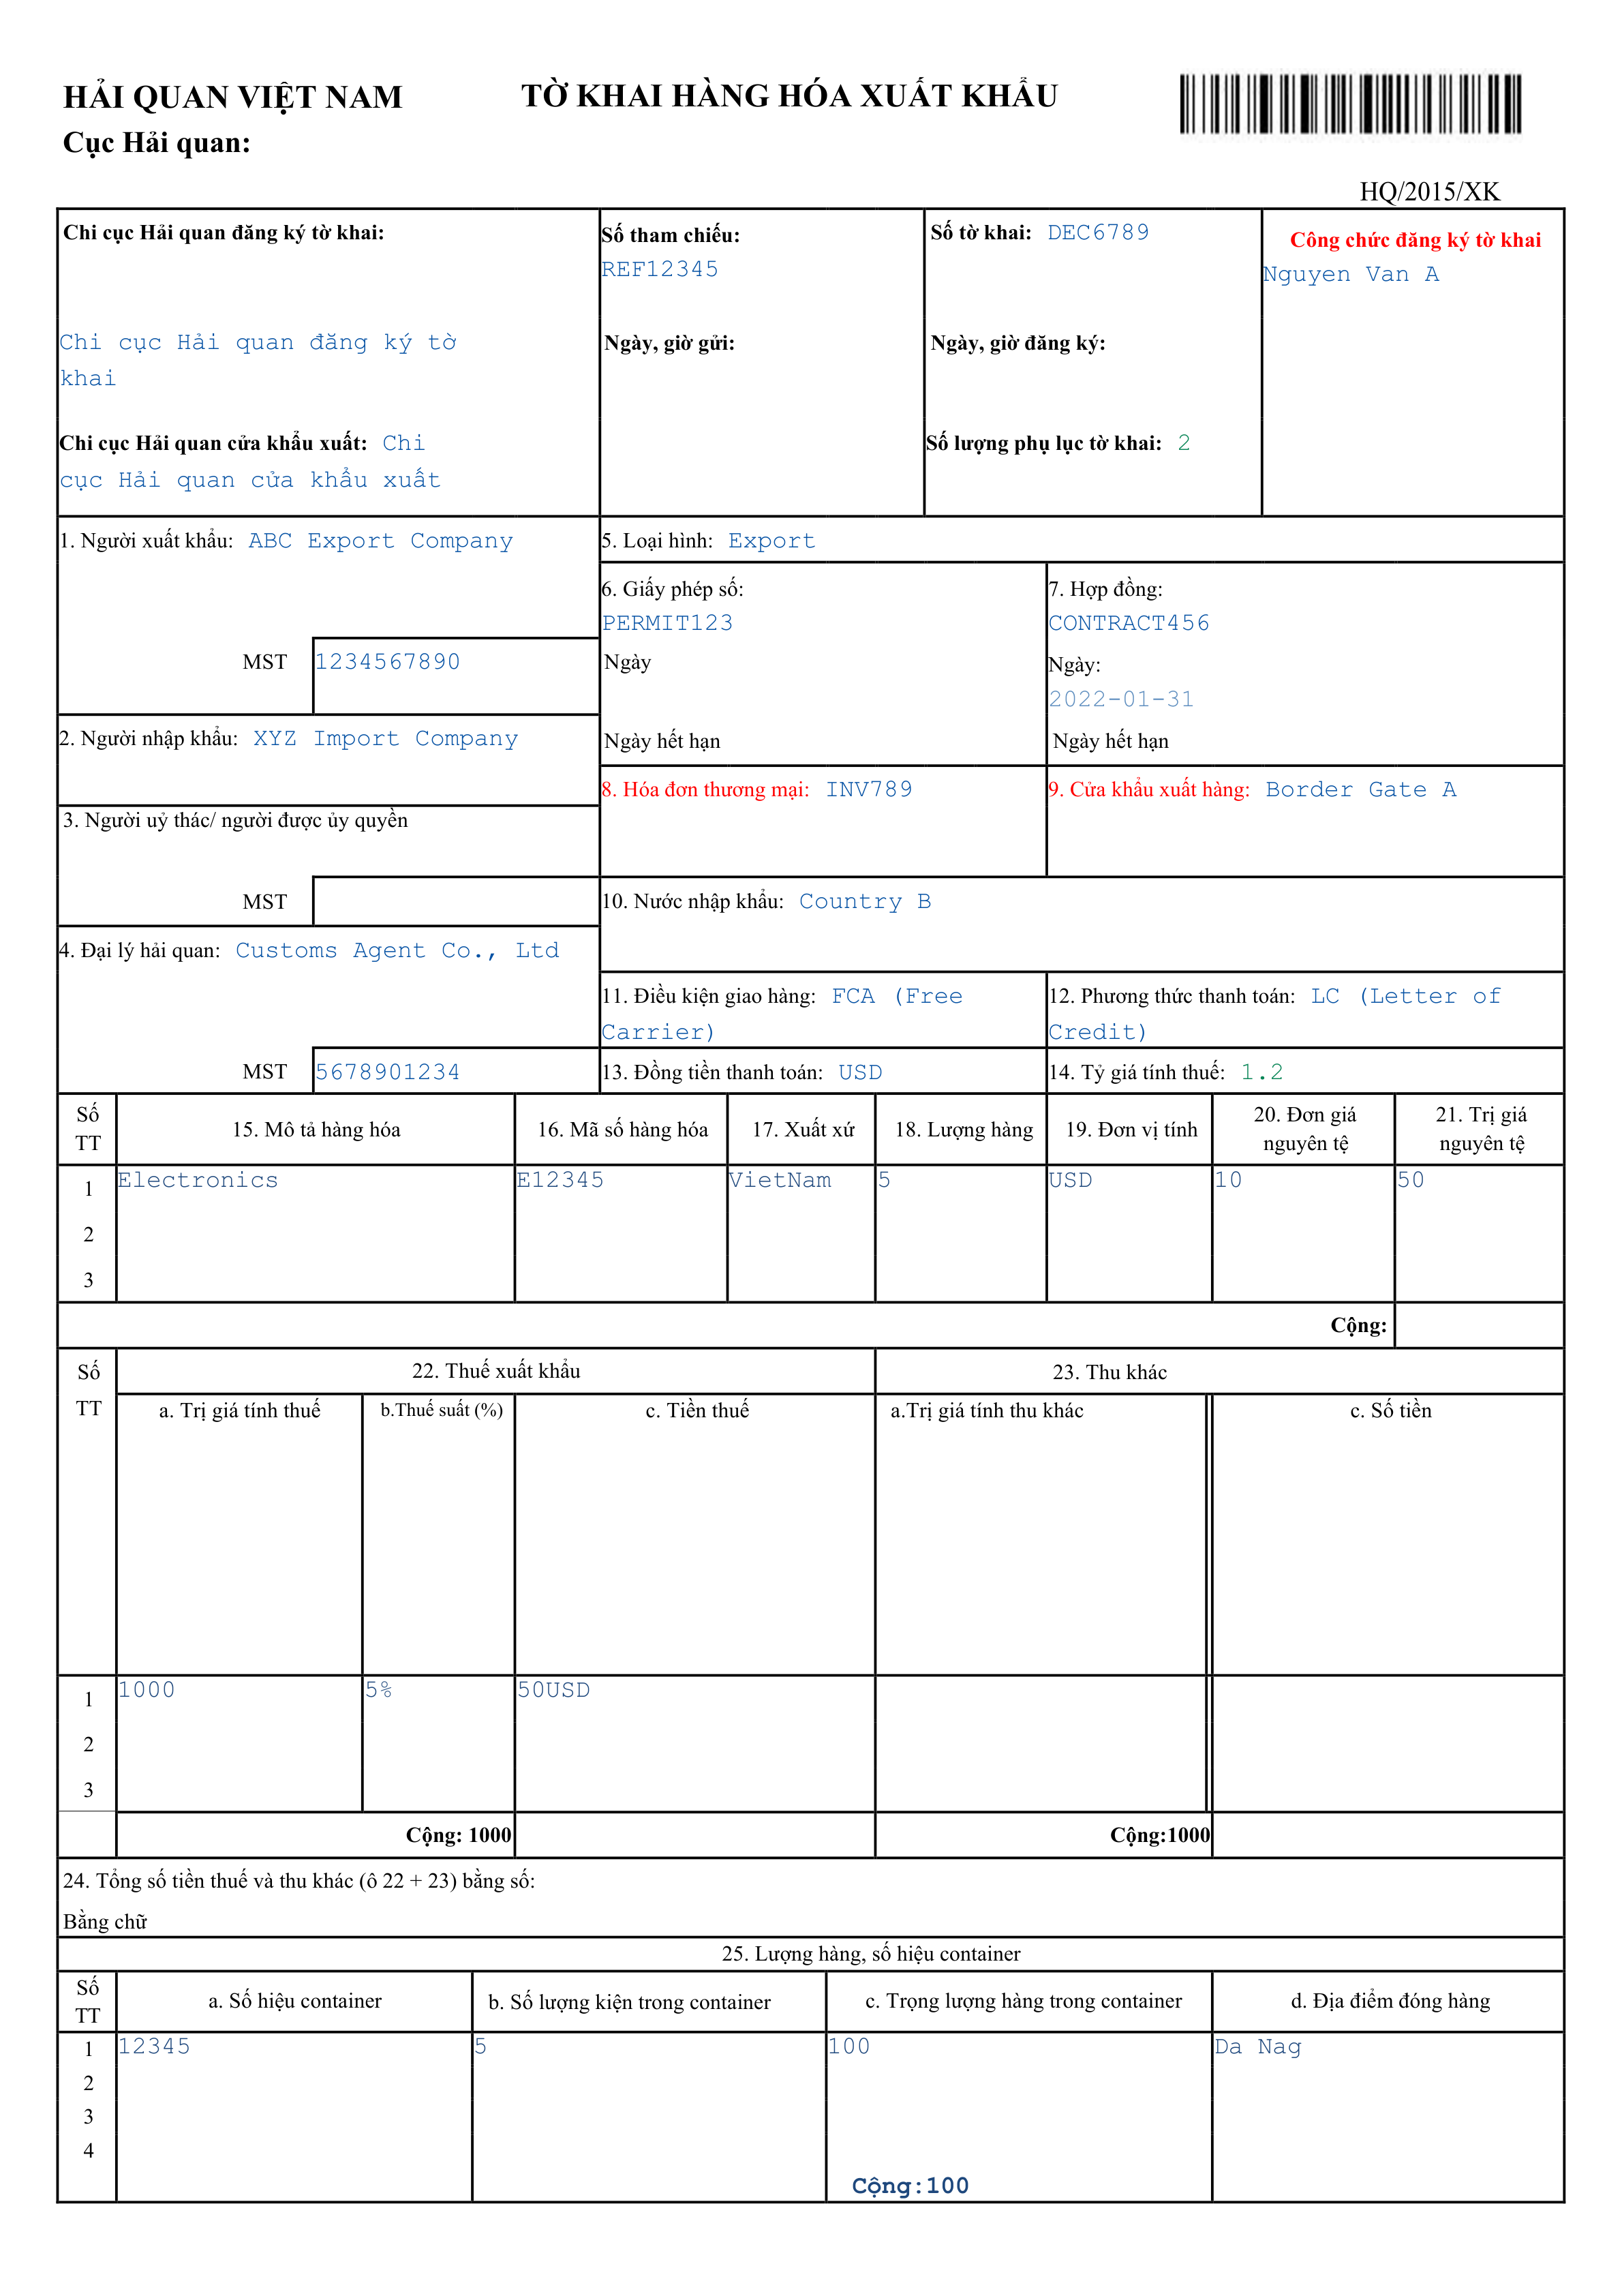 HẢI QUAN VIỆT NAM
TỜ KHAI HÀNG HÓA XUẤT KHẨU
Cục Hải quan:
HQ/2015/XK
Chi cục Hải quan đăng ký tờ khai:
Chi cục Hải quan đăng ký tờ
khai
Chi cục Hải quan cửa khẩu xuất: Chi
cục Hải quan cửa khẩu xuất
Số tham chiếu:
REF12345
Ngày, giờ gửi:
Số tờ khai: DEC6789
Ngày, giờ đăng ký:
Số lượng phụ lục tờ khai: 2
Công chức đăng ký tờ khai
Nguyen Van A
1. Người xuất khẩu: ABC Export Company
MST 1234567890
2. Người nhập khẩu: XYZ Import Company
3. Người uỷ thác/ người được ủy quyền
MST
4. Đại lý hải quan: Customs Agent Co., Ltd
MST 5678901234
5. Loại hình: Export
6. Giấy phép số:
PERMIT123
Ngày
Ngày hết hạn
7. Hợp đồng:
CONTRACT456
Ngày:
2022-01-31
Ngày hết hạn
8. Hóa đơn thương mại: INV789
9. Cửa khẩu xuất hàng: Border Gate A
10. Nước nhập khẩu: Country B
11. Điều kiện giao hàng: FCA (Free
Carrier)
12. Phương thức thanh toán: LC (Letter of
Credit)
13. Đồng tiền thanh toán: USD
14. Tỷ giá tính thuế: 1.2
Số
TT
15. Mô tả hàng hóa
16. Mã số hàng hóa
17. Xuất xứ
18. Lượng hàng
19. Đơn vị tính
20. Đơn giá
nguyên tệ
21. Trị giá
nguyên tệ
1 Electronics E12345 VietNam 5 USD 10 50
2
3
Cộng:
Số
TT
22. Thuế xuất khẩu
23. Thu khác
a. Trị giá tính thuế
b.Thuế suất (%)
c. Tiền thuế
a.Trị giá tính thu khác
c. Số tiền
1 1000 5% 50USD
2
3
Cộng: 1000
Cộng:1000
24. Tổng số tiền thuế và thu khác (ô 22 + 23) bằng số:
Bằng chữ
25. Lượng hàng, số hiệu container
Số
TT
a. Số hiệu container
b. Số lượng kiện trong container
c. Trọng lượng hàng trong container
d. Địa điểm đóng hàng
1 12345 5 100 Da Nag
2
3
4
Cộng:100